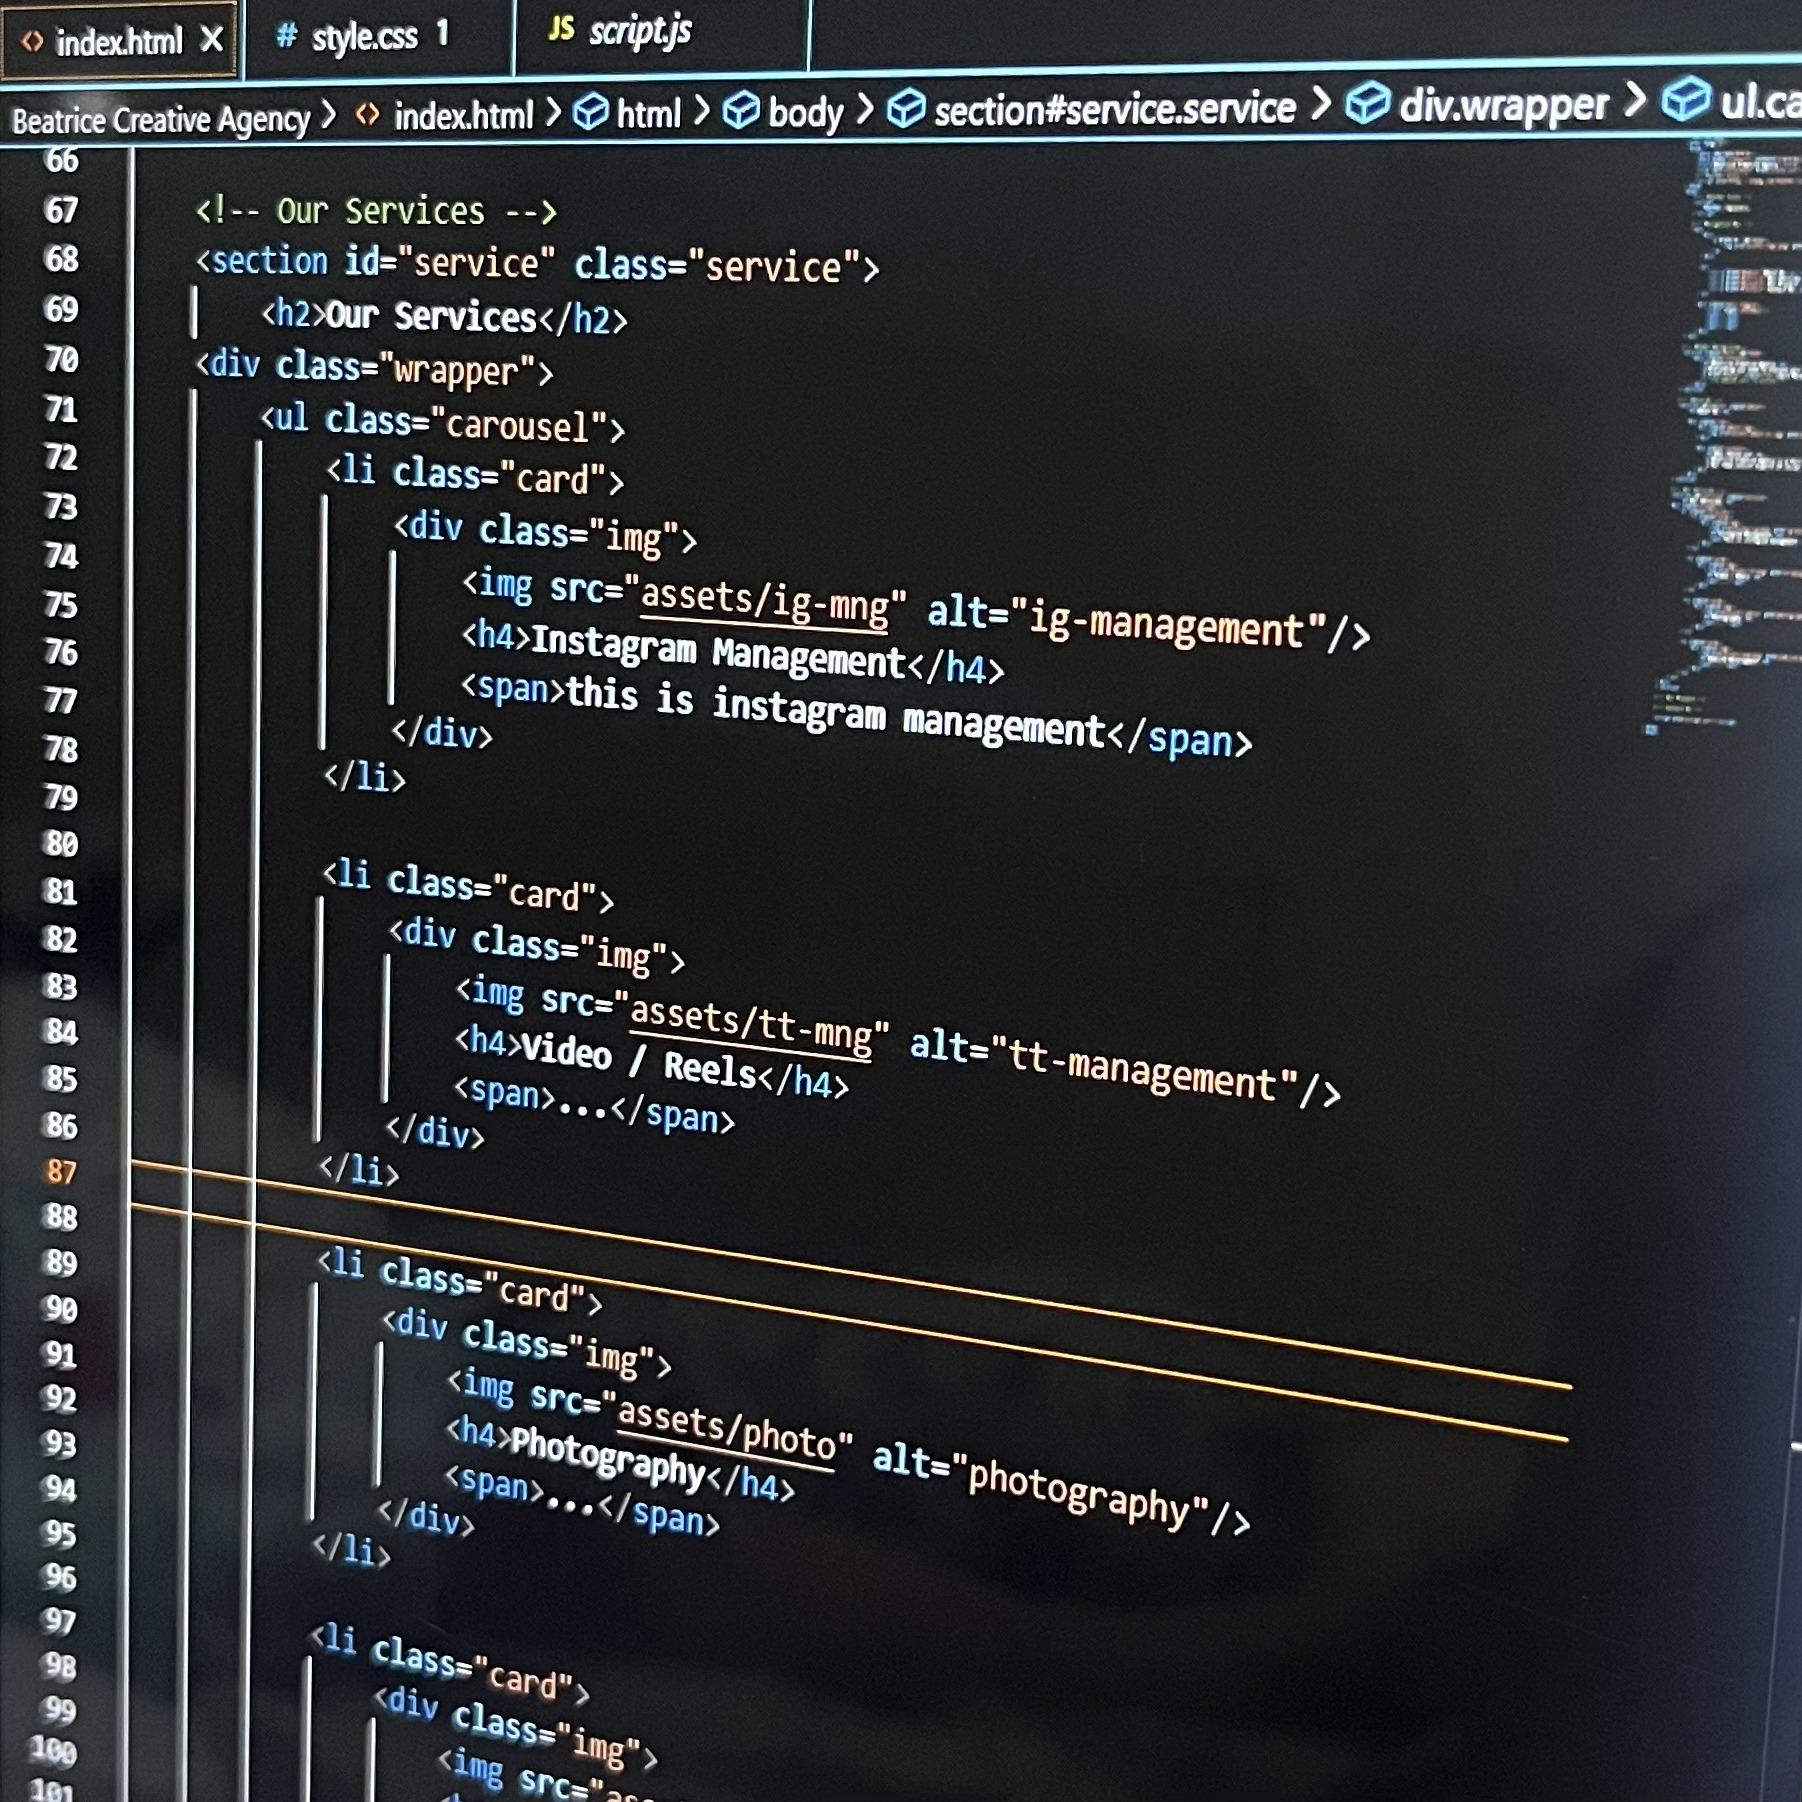 index.html X # style.css 1 JS script.js
Beatrice Creative Agency > index.html > html > body > section#service.service > div.wrapper > ul.ca
66
67 <!-- Our Services -->
68 <section id="service" class="service">
69 <h2>Our Services</h2>
70 <div class="wrapper">
71 <ul class="carousel">
72 <li class="card">
73 <div class="img">
74 <img src="assets/ig-mng" alt="ig-management"/>
75 <h4>Instagram Management</h4>
76 <span>this is instagram management</span>
77 </div>
78 </li>
79
80 <li class="card">
81 <div class="img">
82 <img src="assets/tt-mng" alt="tt-management"/>
83 <h4>Video / Reels</h4>
84 <span>...</span>
85 </div>
86 </li>
87
88 <li class="card">
89 <div class="img">
90 <img src="assets/photo" alt="photography"/>
91 <h4>Photography</h4>
92 <span>...</span>
93 </div>
94 </li>
95
96 <li class="card">
97 <div class="img">
98 <img src="as
99
100
101